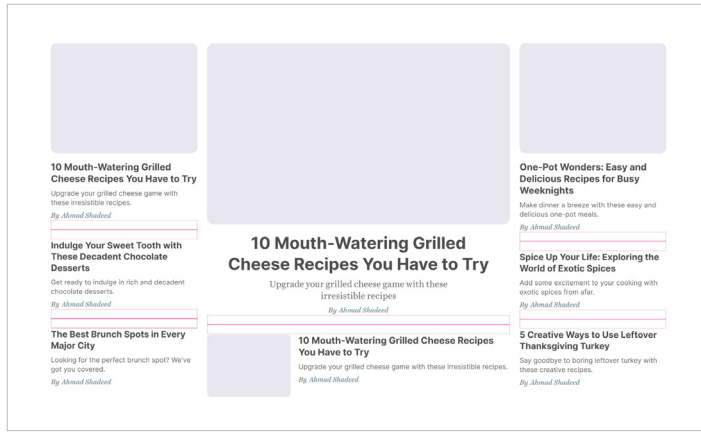 10 Mouth-Watering Grilled
Cheese Recipes You Have to Try
Upgrade your grilled cheese game with
these irresistible recipes.
By Ahmad Shadeed
Indulge Your Sweet Tooth with
These Decadent Chocolate
Desserts
Get ready to indulge in rich and decadent
chocolate desserts.
By Ahmad Shadeed
The Best Brunch Spots in Every
Major City
Looking for the perfect brunch spot? We've
got you covered.
By Ahmad Shadeed
10 Mouth-Watering Grilled
Cheese Recipes You Have to Try
Upgrade your grilled cheese game with these
irresistible recipes
By Ahmad Shadeed
10 Mouth-Watering Grilled Cheese Recipes
You Have to Try
Upgrade your grilled cheese game with these irresistible recipes.
By Ahmad Shadeed
One-Pot Wonders: Easy and
Delicious Recipes for Busy
Weeknights
Make dinner a breeze with these easy and
delicious one-pot meals.
By Ahmad Shadeed
Spice Up Your Life: Exploring the
World of Exotic Spices
Add some excitement to your cooking with
exotic spices from afar.
By Ahmad Shadeed
5 Creative Ways to Use Leftover
Thanksgiving Turkey
Say goodbye to boring leftover turkey with
these creative recipes.
By Ahmad Shadeed